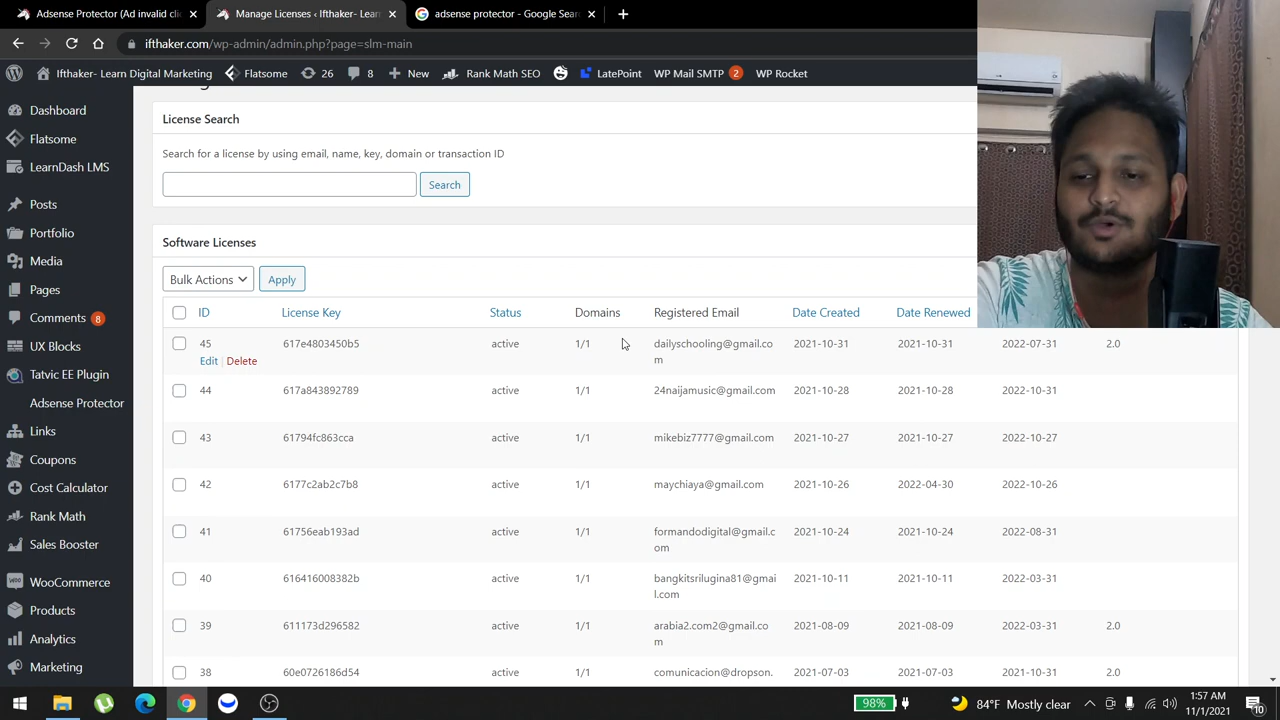 Ad invalid clic
Manage Licenses ‹ Ifthaker- Lear
adsense protector - Google Sear
ifthaker.com/wp-admin/admin.php?page=slm-main
Ifthaker- Learn Digital Marketing Flatsome 26 8 New Rank Math SEO LatePoint WP Mail SMTP 2 WP Rocket
Dashboard
Flatsome
LearnDash LMS
Posts
Portfolio
Media
Pages
Comments 8
UX Blocks
Tatvic EE Plugin
Adsense Protector
Links
Coupons
Cost Calculator
Rank Math
Sales Booster
WooCommerce
Products
Analytics
Marketing
License Search
Search for a license by using email, name, key, domain or transaction ID
Search
Software Licenses
Bulk Actions Apply
ID License Key Status Domains Registered Email Date Created Date Renewed
45 617e4803450b5 active 1/1 dailyschooling@gmail.co 2021-10-31 2021-10-31 2022-07-31 2.0
Edit | Delete m
44 617a843892789 active 1/1 24naijamusic@gmail.com 2021-10-28 2021-10-28 2022-10-31
43 61794fc863cca active 1/1 mikebiz7777@gmail.com 2021-10-27 2021-10-27 2022-10-27
42 6177c2ab2c7b8 active 1/1 maychiaya@gmail.com 2021-10-26 2022-04-30 2022-10-26
41 61756eab193ad active 1/1 formandodigital@gmail.c 2021-10-24 2021-10-24 2022-08-31
om
40 616416008382b active 1/1 bangkitsrilugina81@gmai 2021-10-11 2021-10-11 2022-03-31
l.com
39 611173d296582 active 1/1 arabia2.com2@gmail.co 2021-08-09 2021-08-09 2022-03-31 2.0
m
38 60e0726186d54 active 1/1 comunicacion@dropson. 2021-07-03 2021-07-03 2021-10-31 2.0
98% 84°F Mostly clear 1:57 AM
11/1/2021 10